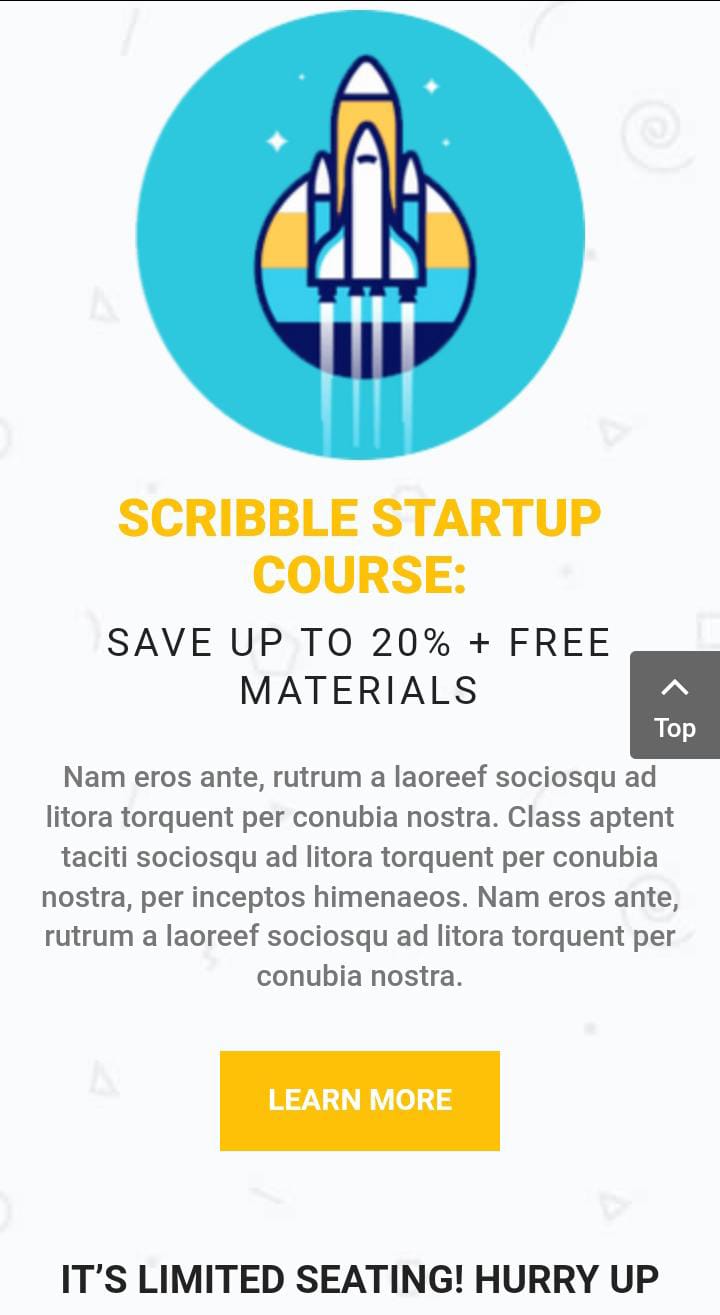 SCRIBBLE STARTUP
COURSE:
SAVE UP TO 20% + FREE
MATERIALS
Top
Nam eros ante, rutrum a laoreef sociosqu ad
litora torquent per conubia nostra. Class aptent
taciti sociosqu ad litora torquent per conubia
nostra, per inceptos himenaeos. Nam eros ante,
rutrum a laoreef sociosqu ad litora torquent per
conubia nostra.
LEARN MORE
IT’S LIMITED SEATING! HURRY UP